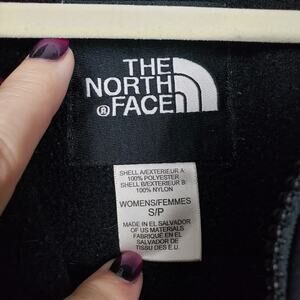 THE
NORTH
® FACE
SHELL A/EXTERIEUR A:
100% POLYESTER
SHELL B/EXTERIEUR B:
100% NYLON
WOMENS/FEMMES
S/P
MADE IN EL SALVADOR
OF US MATERIALS
FABRIQUÉ EN EL
SALVADOR DE
TISSU DES E.U.